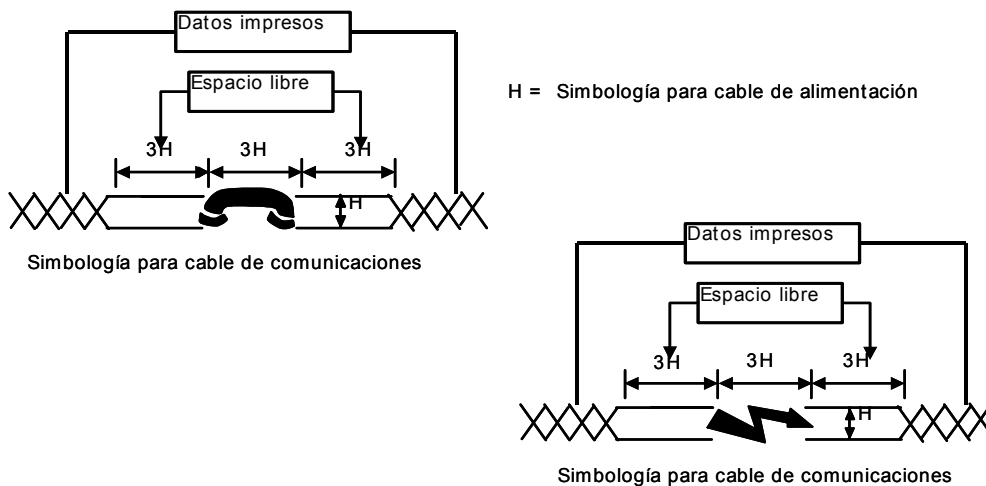 Datos impresos
Espacio libre
H = Simbología para cable de alimentación
3H 3H 3H
H
Simbología para cable de comunicaciones
Datos impresos
Espacio libre
3H 3H 3H
H
Simbología para cable de comunicaciones